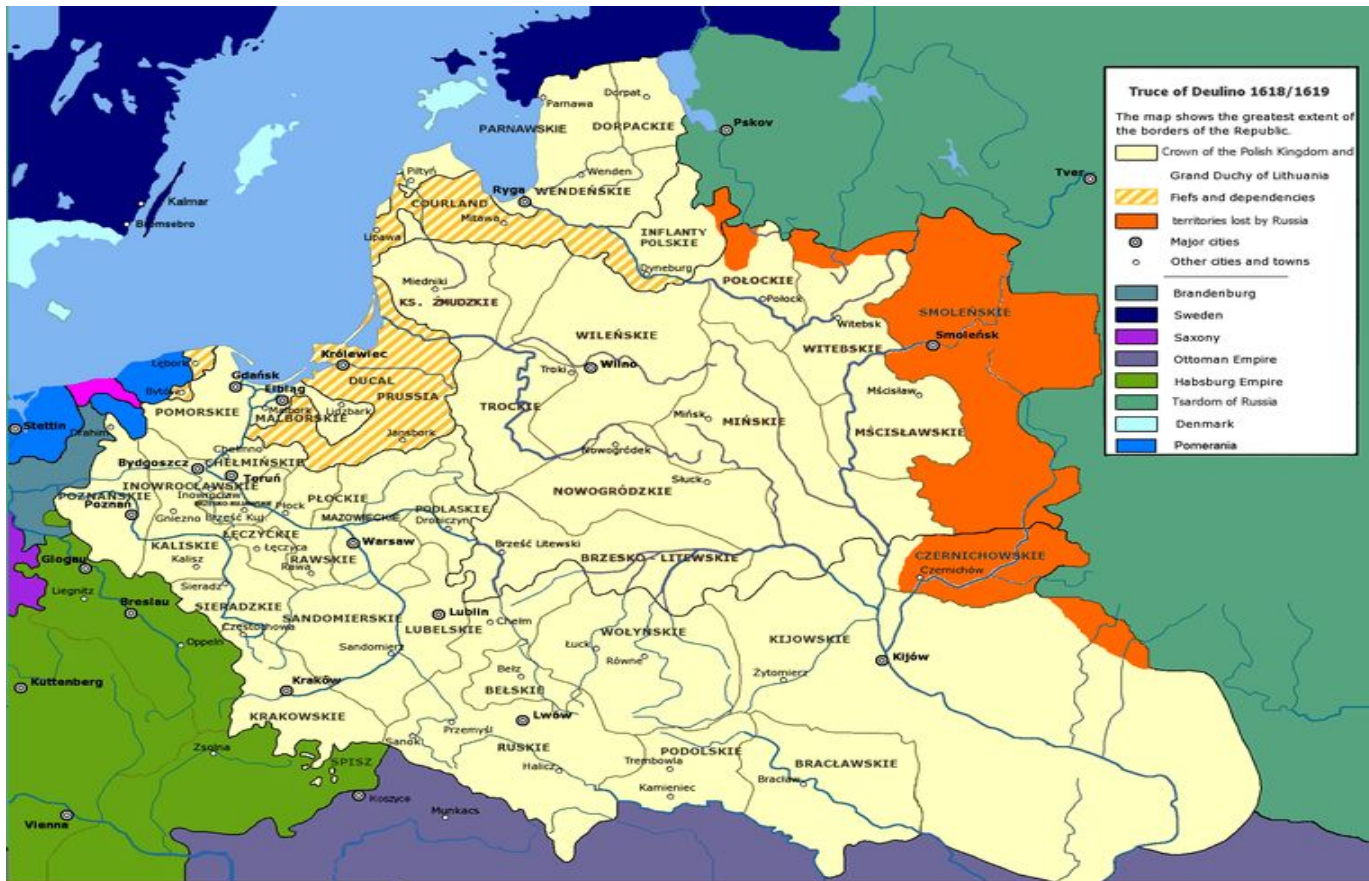 Truce of Deulino 1618/1619
The map shows the greatest extent of
the borders of the Republic.
Crown of the Polish Kingdom and
Grand Duchy of Lithuania
Fiefs and dependencies
territories lost by Russia
Major cities
Other cities and towns
Brandenburg
Sweden
Saxony
Ottoman Empire
Habsburg Empire
Tsardom of Russia
Denmark
Pomerania
Parnawa
Dorpat
PARNAWSKIE
DORPACKIE
Pskov
Piltyń
Wenden
Tver
Ryga
WENDEŃSKIE
Kalmar
COURLAND
Mitawa
Bromsebro
Lipawa
INFLANTY
POLSKIE
Dyneburg
Miedniki
KS. ŻMUDZKIE
POŁOCKIE
Połock
SMOLEŃSKIE
Witebsk
WILEŃSKIE
WITEBSKIE
Smoleńsk
Lębork
Królewiec
Troki
Wilno
Gdańsk
DUCAL
PRUSSIA
Bytów
Elbląg
Malbork
Lidzbark
Mścisław
POMORSKIE
MALBORSKIE
TROCKIE
Mińsk
MIŃSKIE
Stettin
Drahim
Jansbork
MŚCISŁAWSKIE
Chełmno
Nowogródek
Bydgoszcz
CHEŁMIŃSKIE
Toruń
Słuck
INOWROCŁAWSKIE
NOWOGRÓDZKIE
POZNAŃSKIE
Inowrocław
PŁOCKIE
Poznań
Gniezno
Brześć Kuj.
Płock
MAZOWIECKIE
PODLASKIE
Drohiczyn
ŁĘCZYCKIE
KALISKIE
Łęczyca
Warsaw
Brześć Litewski
BRZESKO - LITEWSKIE
CZERNICHOWSKIE
Glogau
Kalisz
RAWSKIE
Rawa
Czernichów
Liegnitz
Sieradz
Breslau
SIERADZKIE
SANDOMIERSKIE
Lublin
LUBELSKIE
Chełm
Częstochowa
WOŁYŃSKIE
KIJOWSKIE
Oppeln
Sandomierz
Łuck
Równe
Kijów
Kuttenberg
Kraków
Bełz
BEŁSKIE
Żytomierz
KRAKOWSKIE
Przemyśl
Lwów
Zsolna
Sanok
RUSKIE
PODOLSKIE
SPISZ
Halicz
Trembowla
BRACŁAWSKIE
Bracław
Koszyce
Kamieniec
Munkacs
Vienna